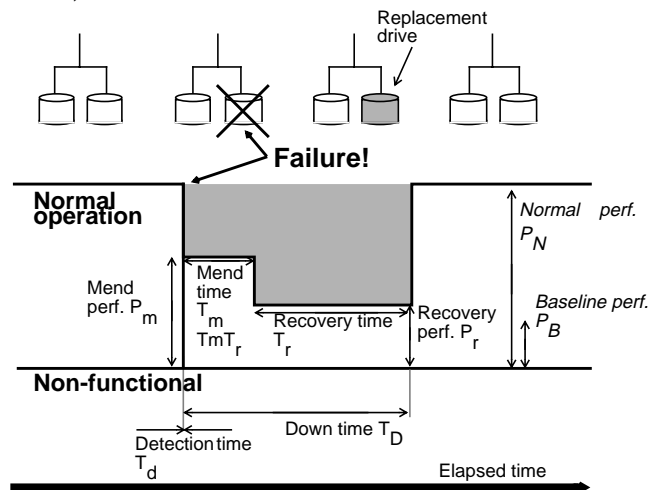 Replacement
drive
Failure!
Normal
operation
Normal perf.
P_N
Mend
perf. P_m
Mend
time
T_m
TmT_r
Recovery time
T_r
Recovery
perf. P_r
Baseline perf.
P_B
Non-functional
Down time T_D
Detection time
T_d
Elapsed time